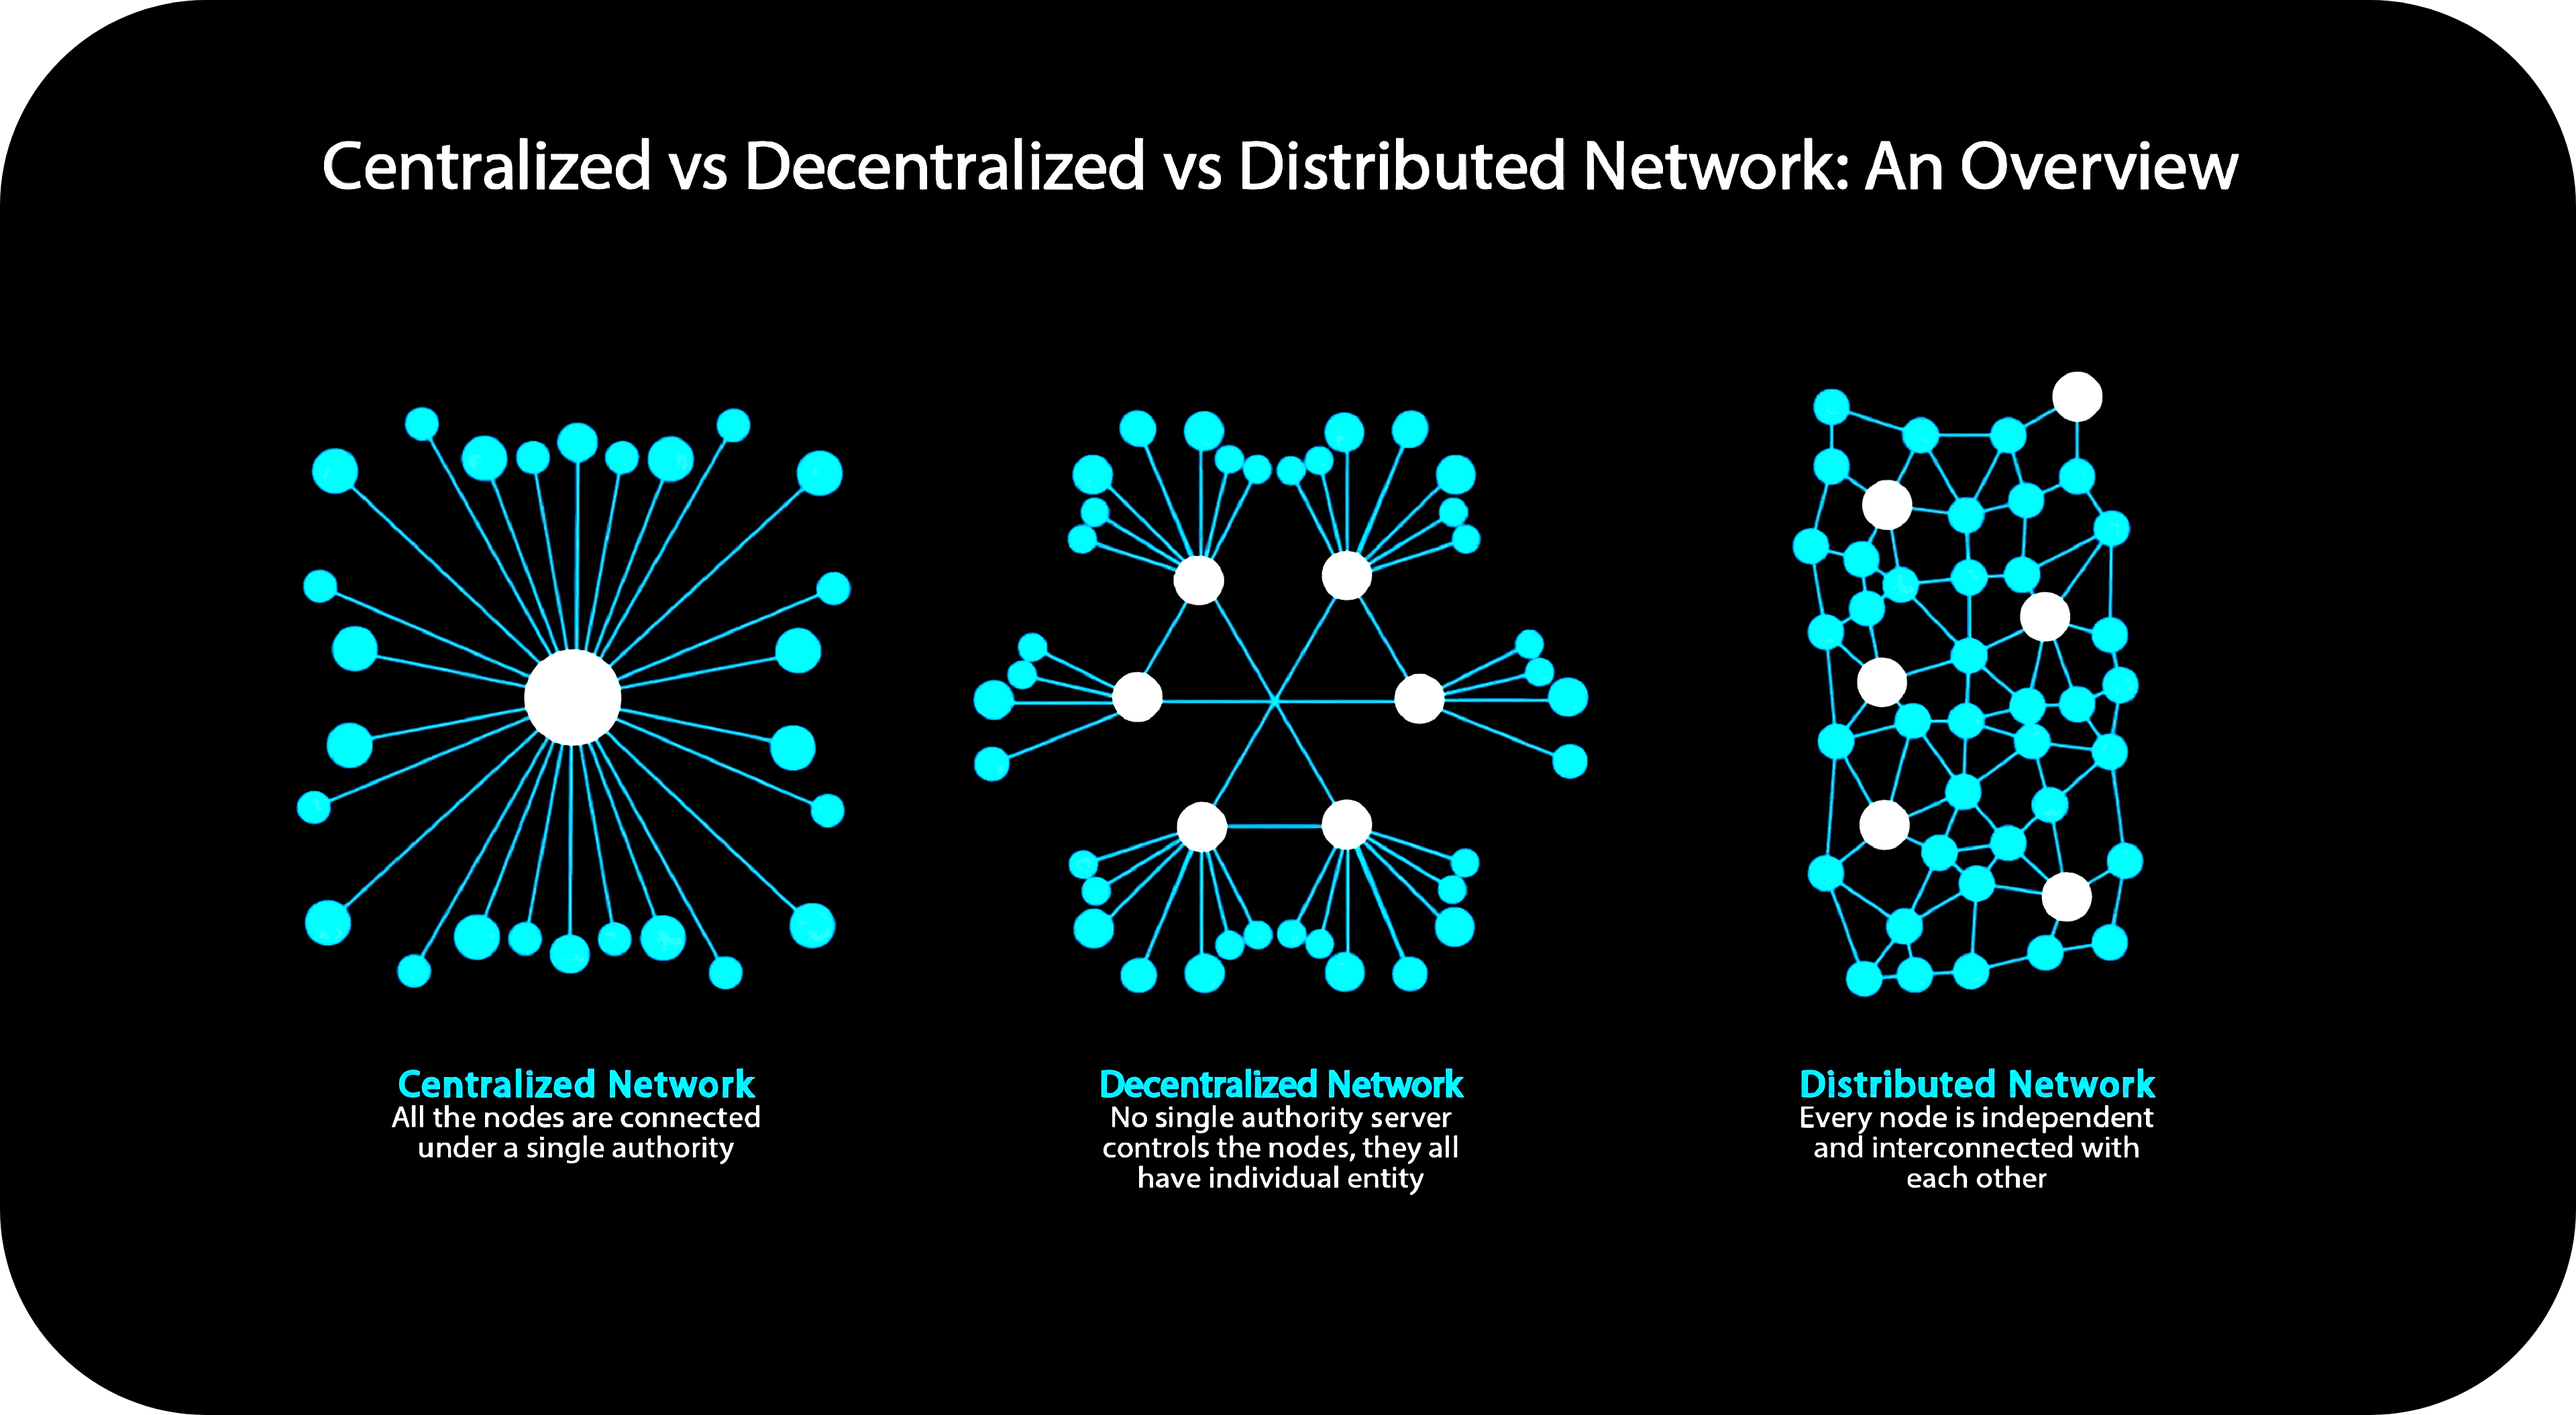 Centralized vs Decentralized vs Distributed Network: An Overview
Centralized Network
All the nodes are connected
under a single authority
Decentralized Network
No single authority server
controls the nodes, they all
have individual entity
Distributed Network
Every node is independent
and interconnected with
each other